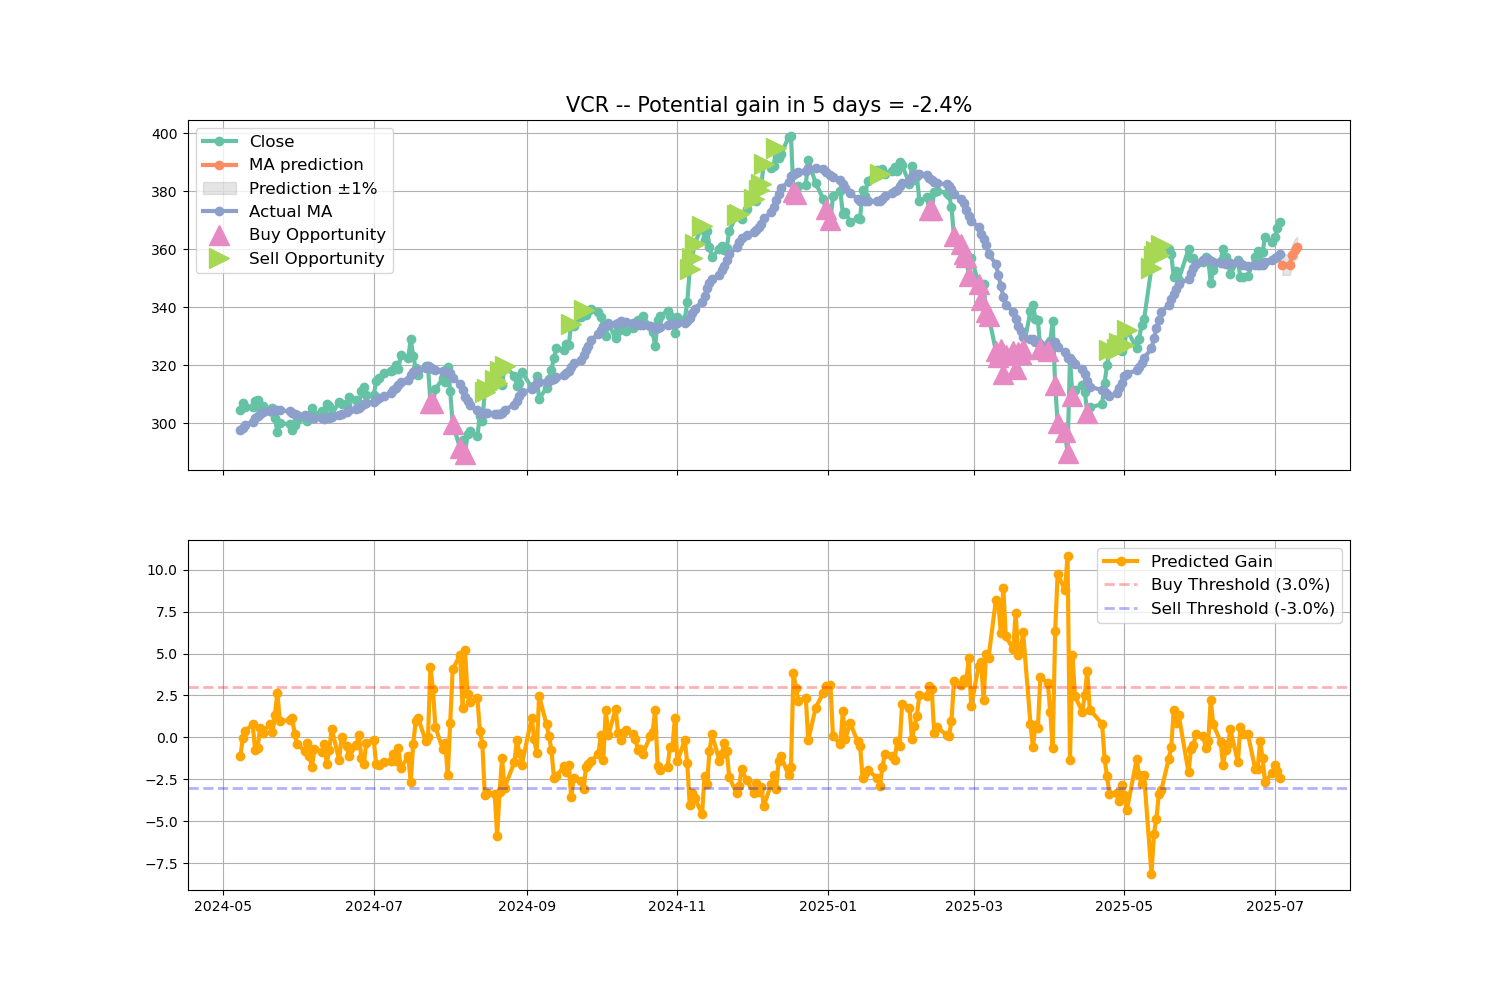 VCR -- Potential gain in 5 days = -2.4%
400
380
360
340
320
300
Close
MA prediction
Prediction ±1%
Actual MA
Buy Opportunity
Sell Opportunity
10.0
7.5
5.0
2.5
0.0
−2.5
−5.0
−7.5
Predicted Gain
Buy Threshold (3.0%)
Sell Threshold (-3.0%)
2024-05
2024-07
2024-09
2024-11
2025-01
2025-03
2025-05
2025-07